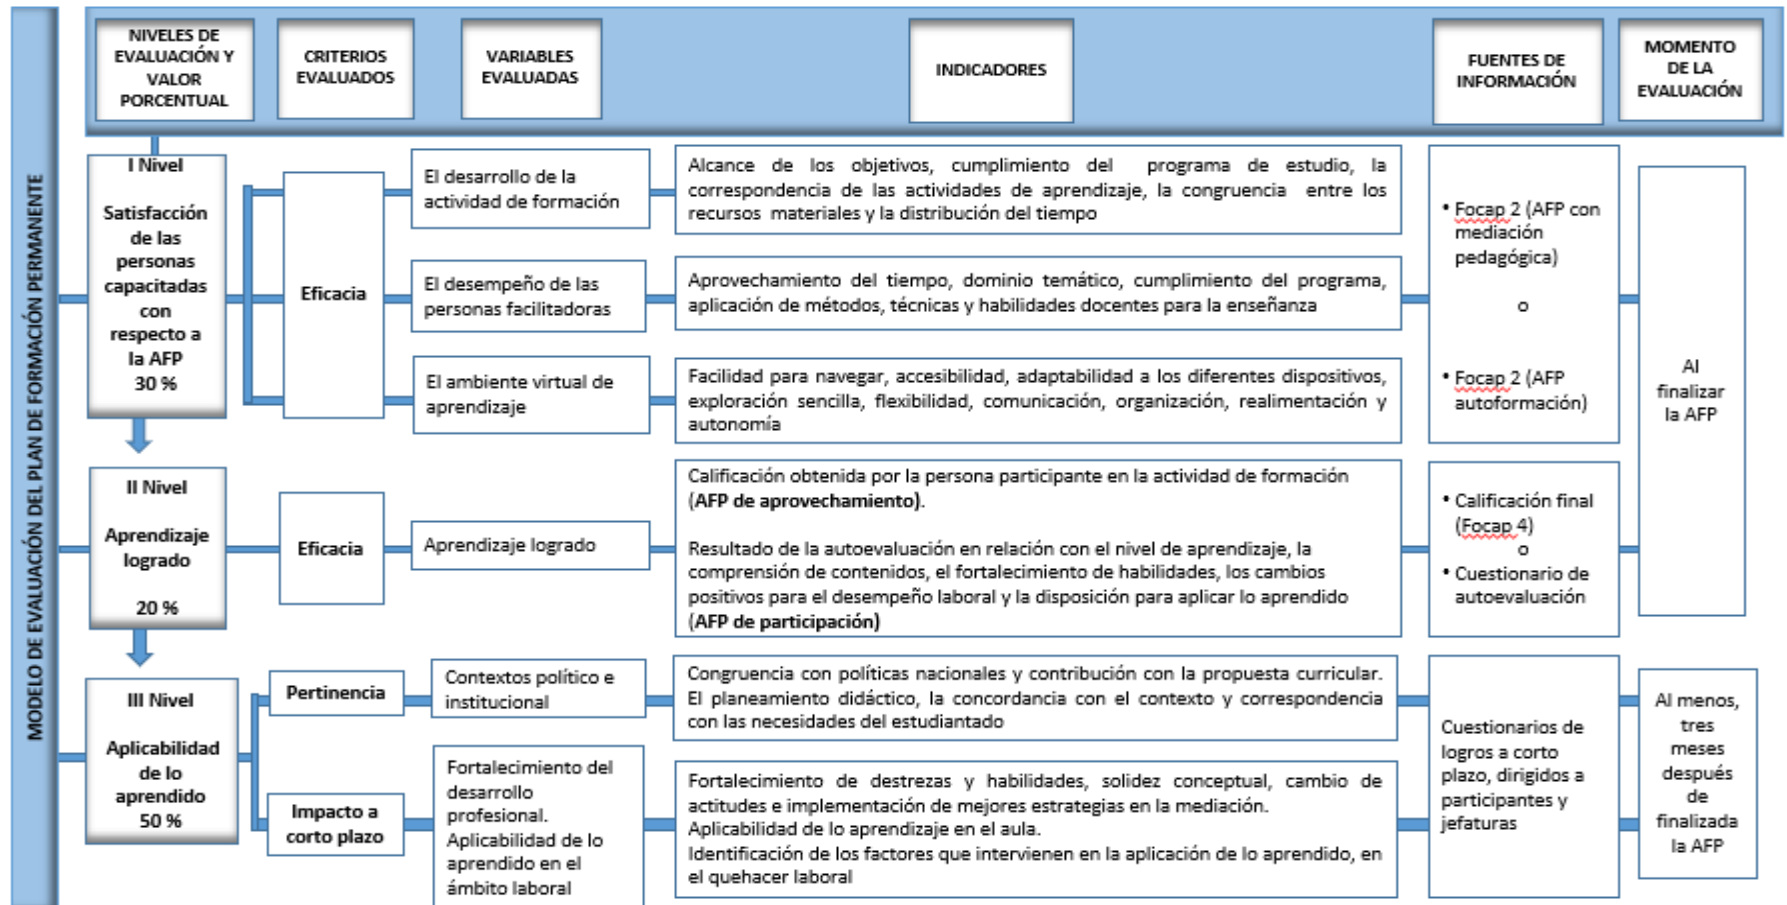 MODELO DE EVALUACIÓN DEL PLAN DE FORMACIÓN PERMANENTE
NIVELES DE
EVALUACIÓN Y
VALOR
PORCENTUAL
CRITERIOS
EVALUADOS
VARIABLES
EVALUADAS
INDICADORES
FUENTES DE
INFORMACIÓN
MOMENTO
DE LA
EVALUACIÓN
I Nivel
Satisfacción
de las
personas
capacitadas
con
respecto a
la AFP
30 %
Eficacia
El desarrollo de la
actividad de formación
Alcance de los objetivos, cumplimiento del programa de estudio, la
correspondencia de las actividades de aprendizaje, la congruencia entre los
recursos materiales y la distribución del tiempo
El desempeño de las
personas facilitadoras
Aprovechamiento del tiempo, dominio temático, cumplimiento del programa,
aplicación de métodos, técnicas y habilidades docentes para la enseñanza
El ambiente virtual de
aprendizaje
Facilidad para navegar, accesibilidad, adaptabilidad a los diferentes dispositivos,
exploración sencilla, flexibilidad, comunicación, organización, realimentación y
autonomía
• Focap 2 (AFP con
mediación
pedagógica)
o
• Focap 2 (AFP
autoformación)
Al
finalizar
la AFP
II Nivel
Aprendizaje
logrado
20 %
Eficacia
Aprendizaje logrado
Calificación obtenida por la persona participante en la actividad de formación
(AFP de aprovechamiento).
Resultado de la autoevaluación en relación con el nivel de aprendizaje, la
comprensión de contenidos, el fortalecimiento de habilidades, los cambios
positivos para el desempeño laboral y la disposición para aplicar lo aprendido
(AFP de participación)
• Calificación final
(Focap 4)
o
• Cuestionario de
autoevaluación
III Nivel
Aplicabilidad
de lo
aprendido
50 %
Pertinencia
Contextos político e
institucional
Congruencia con políticas nacionales y contribución con la propuesta curricular.
El planeamiento didáctico, la concordancia con el contexto y correspondencia
con las necesidades del estudiantado
Impacto a
corto plazo
Fortalecimiento del
desarrollo
profesional.
Aplicabilidad de lo
aprendido en el
ámbito laboral
Fortalecimiento de destrezas y habilidades, solidez conceptual, cambio de
actitudes e implementación de mejores estrategias en la mediación.
Aplicabilidad de lo aprendizaje en el aula.
Identificación de los factores que intervienen en la aplicación de lo aprendido, en
el quehacer laboral
Cuestionarios de
logros a corto
plazo, dirigidos a
participantes y
jefaturas
Al menos,
tres
meses
después
de
finalizada
la AFP